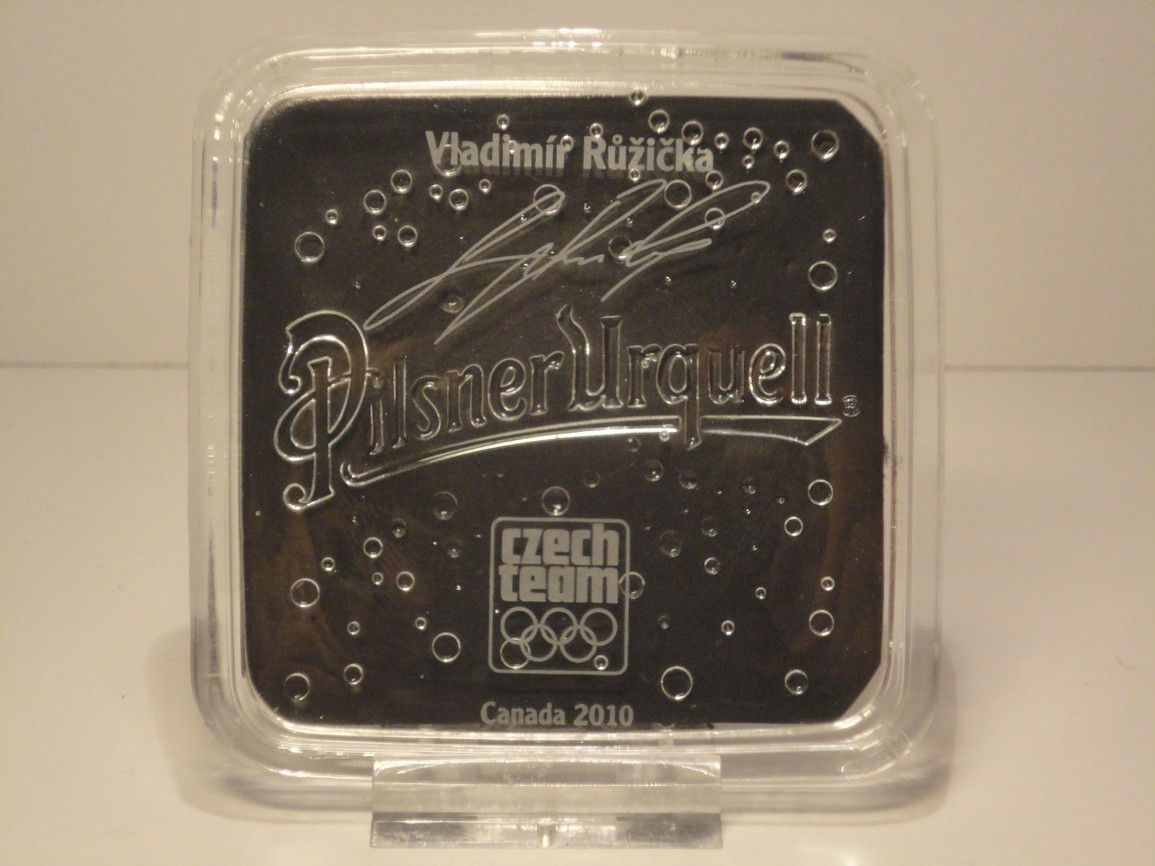 Vladimír Růžička
Pilsner Urquell ®
czech
team
Canada 2010